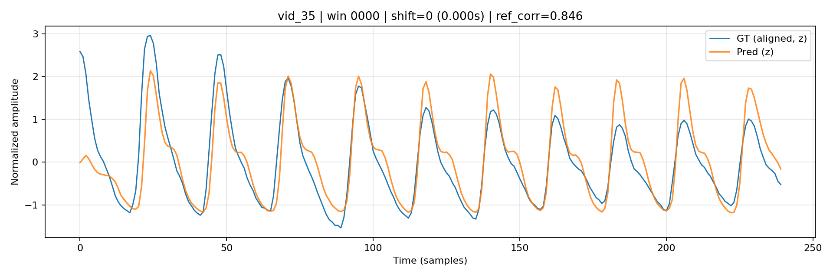 vid_35 | win 0000 | shift=0 (0.000s) | ref_corr=0.846
GT (aligned, z)
Pred (z)
Normalized amplitude
3
2
1
0
−1
0
50
100
150
200
250
Time (samples)